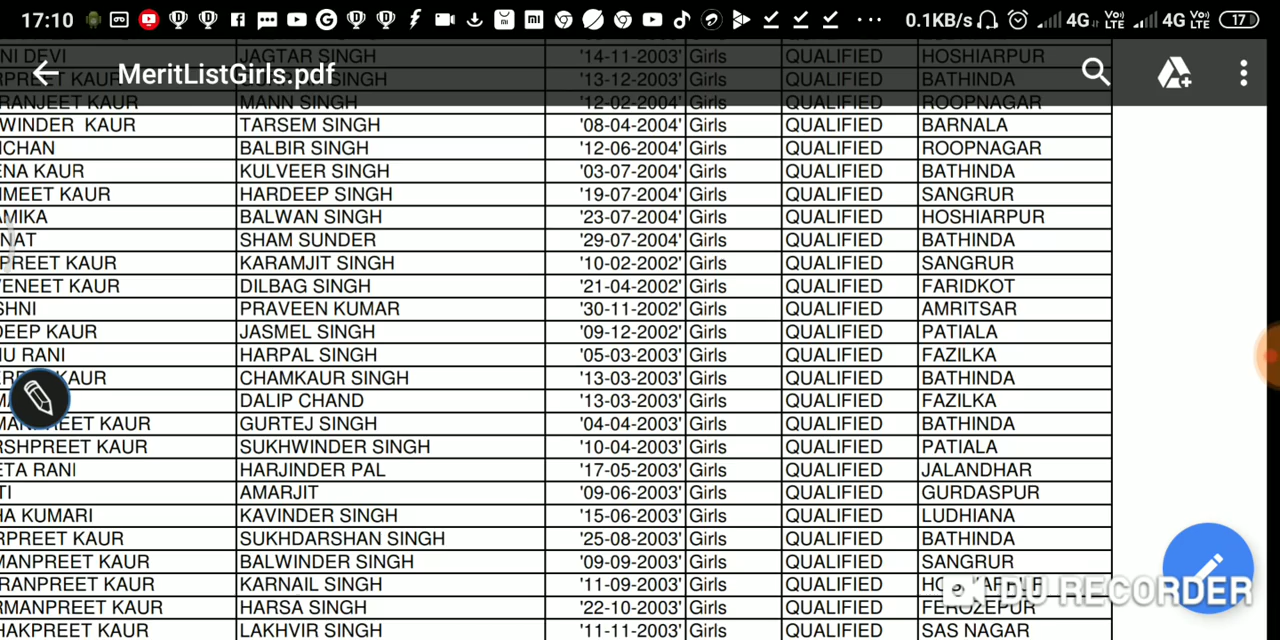 17:10 0.1KB/s 4G Vo) LTE 4G Vo) LTE 17
MeritListGirls.pdf
NI DEVI JAGTAR SINGH '14-11-2003' Girls QUALIFIED HOSHIARPUR
RPREET KAUR SINGH '13-12-2003' Girls QUALIFIED BATHINDA
RANJEET KAUR MANN SINGH '12-02-2004' Girls QUALIFIED ROOPNAGAR
WINDER KAUR TARSEM SINGH '08-04-2004' Girls QUALIFIED BARNALA
NCHAN BALBIR SINGH '12-06-2004' Girls QUALIFIED ROOPNAGAR
ENA KAUR KULVEER SINGH '03-07-2004' Girls QUALIFIED BATHINDA
IMEET KAUR HARDEEP SINGH '19-07-2004' Girls QUALIFIED SANGRUR
AMIKA BALWAN SINGH '23-07-2004' Girls QUALIFIED HOSHIARPUR
NAT SHAM SUNDER '29-07-2004' Girls QUALIFIED BATHINDA
PREET KAUR KARAMJIT SINGH '10-02-2002' Girls QUALIFIED SANGRUR
VENEET KAUR DILBAG SINGH '21-04-2002' Girls QUALIFIED FARIDKOT
SHNI PRAVEEN KUMAR '30-11-2002' Girls QUALIFIED AMRITSAR
DEEP KAUR JASMEL SINGH '09-12-2002' Girls QUALIFIED PATIALA
U RANI HARPAL SINGH '05-03-2003' Girls QUALIFIED FAZILKA
KAUR CHAMKAUR SINGH '13-03-2003' Girls QUALIFIED BATHINDA
DALIP CHAND '13-03-2003' Girls QUALIFIED FAZILKA
MANPREET KAUR GURTEJ SINGH '04-04-2003' Girls QUALIFIED BATHINDA
RSHPREET KAUR SUKHWINDER SINGH '10-04-2003' Girls QUALIFIED PATIALA
ETA RANI HARJINDER PAL '17-05-2003' Girls QUALIFIED JALANDHAR
TI AMARJIT '09-06-2003' Girls QUALIFIED GURDASPUR
HA KUMARI KAVINDER SINGH '15-06-2003' Girls QUALIFIED LUDHIANA
RPREET KAUR SUKHDARSHAN SINGH '25-08-2003' Girls QUALIFIED BATHINDA
MANPREET KAUR BALWINDER SINGH '09-09-2003' Girls QUALIFIED SANGRUR
RANPREET KAUR KARNAIL SINGH '11-09-2003' Girls QUALIFIED
DU RECORDER
RMANPREET KAUR HARSA SINGH '22-10-2003' Girls QUALIFIED FEROZEPUR
HAKPREET KAUR LAKHVIR SINGH '11-11-2003' Girls QUALIFIED SAS NAGAR